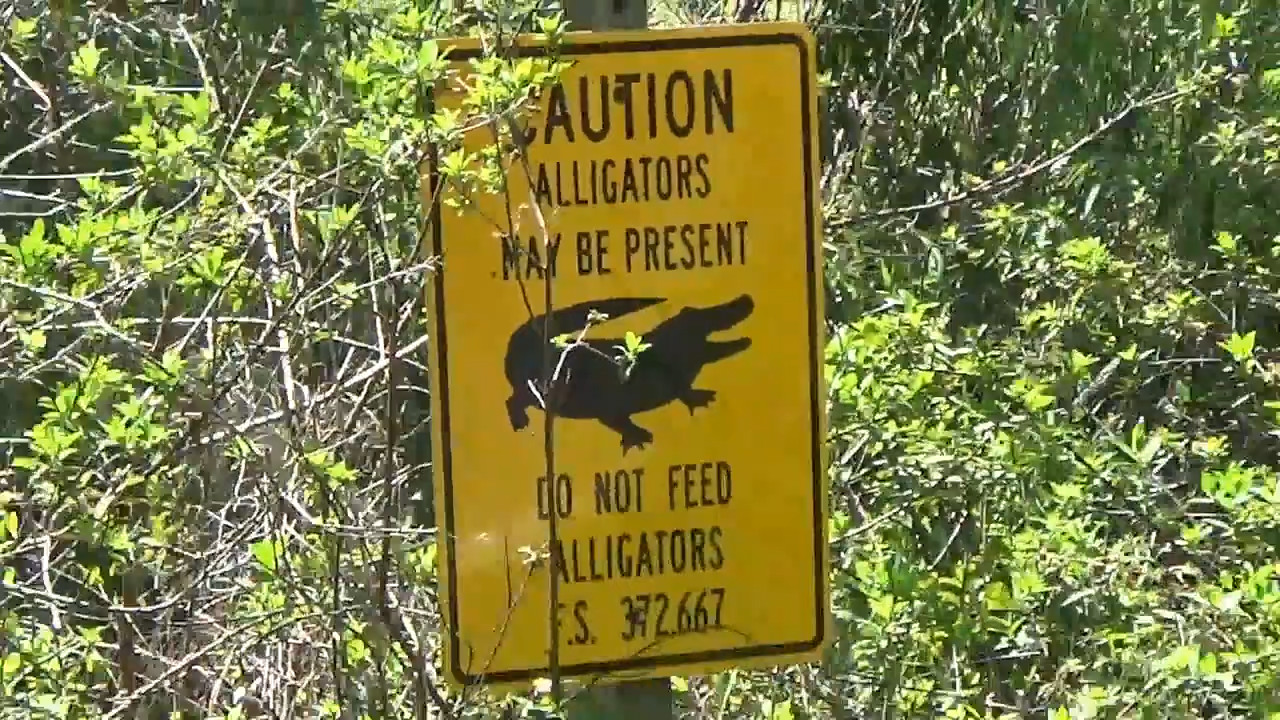 CAUTION
ALLIGATORS
MAY BE PRESENT
DO NOT FEED
ALLIGATORS
F.S. 372.667